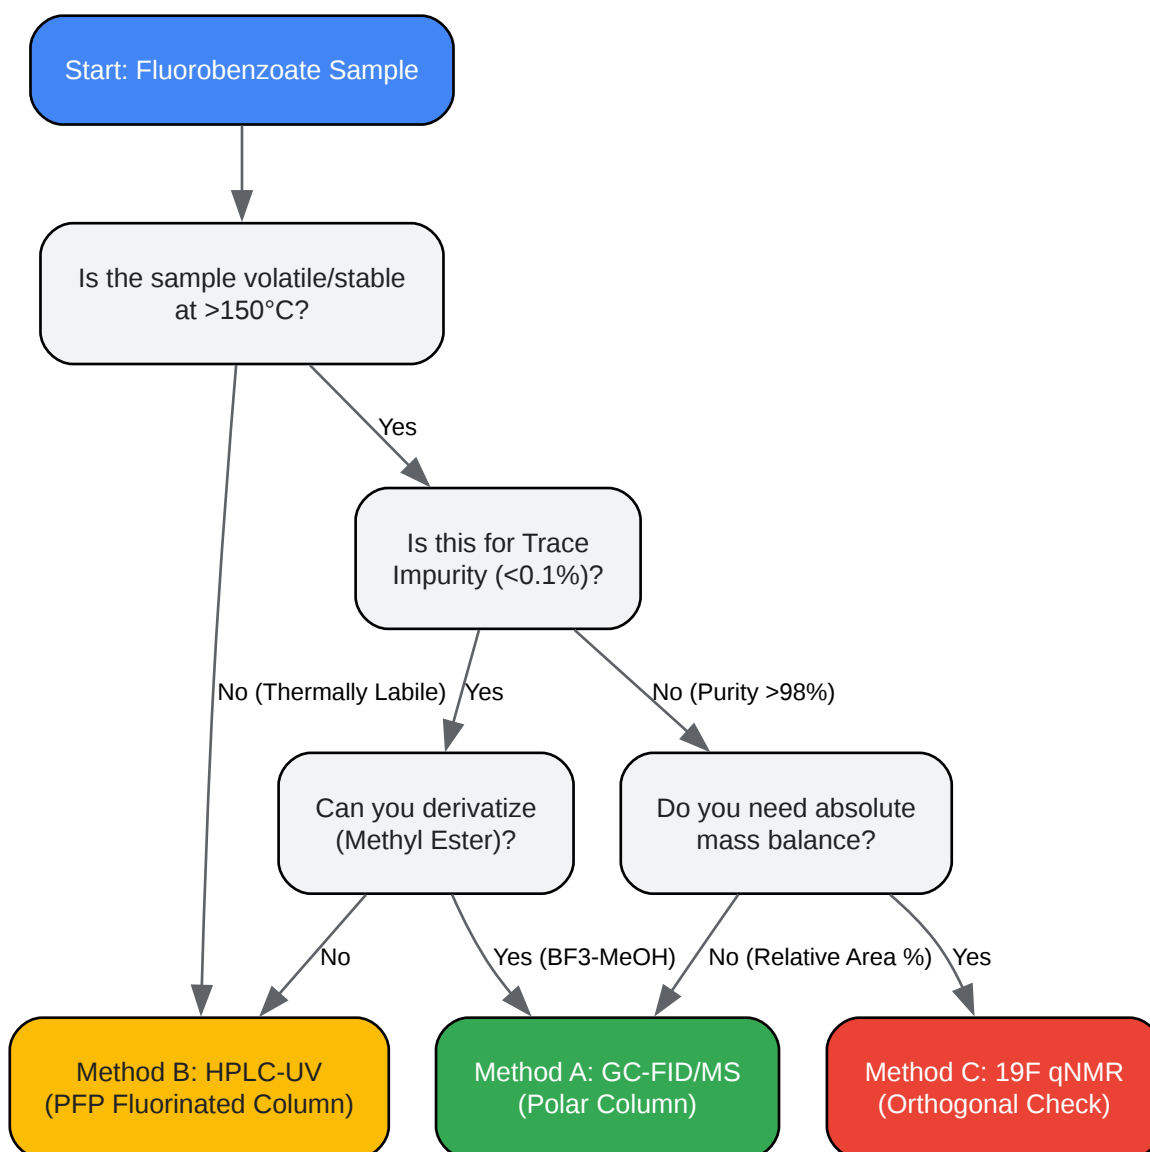 Start: Fluorobenzoate Sample
Is the sample volatile/stable
at >150°C?
Yes
Is this for Trace
Impurity (<0.1%)?
No (Thermally Labile)
Yes
No (Purity >98%)
Can you derivatize
(Methyl Ester)?
Do you need absolute
mass balance?
No
Yes (BF3-MeOH)
No (Relative Area %)
Yes
Method B: HPLC-UV
(PFP Fluorinated Column)
Method A: GC-FID/MS
(Polar Column)
Method C: 19F qNMR
(Orthogonal Check)